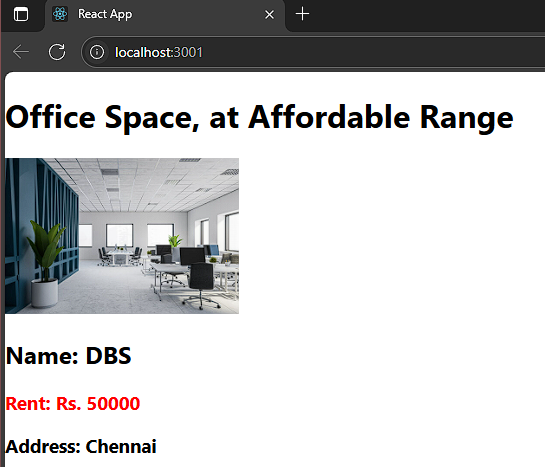 React App
localhost:3001
Office Space, at Affordable Range
Name: DBS
Rent: Rs. 50000
Address: Chennai